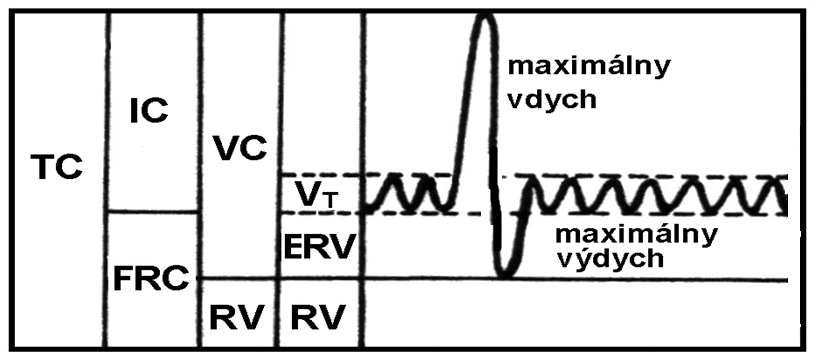 TC
IC
FRC
VC
RV
VT
ERV
RV
maximálny
vdych
maximálny
výdych